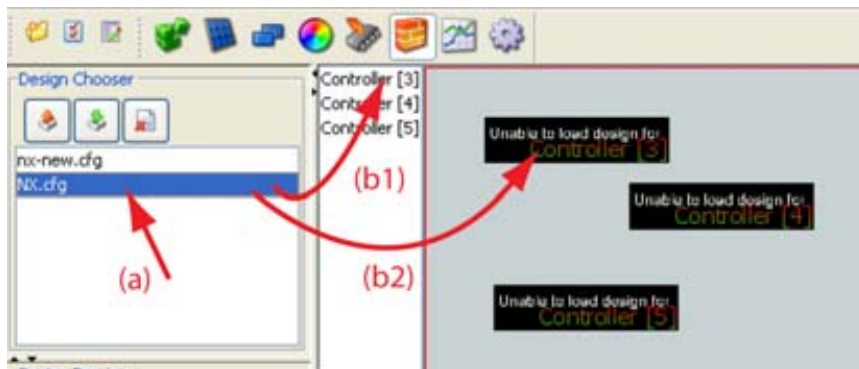 Design Chooser
nx-new.cfg
NX.cfg
(a)
Controller [3]
Controller [4]
Controller [5]
(b1)
(b2)
Unable to load design for
Controller [3]
Unable to load design for
Controller [4]
Unable to load design for
Controller [5]